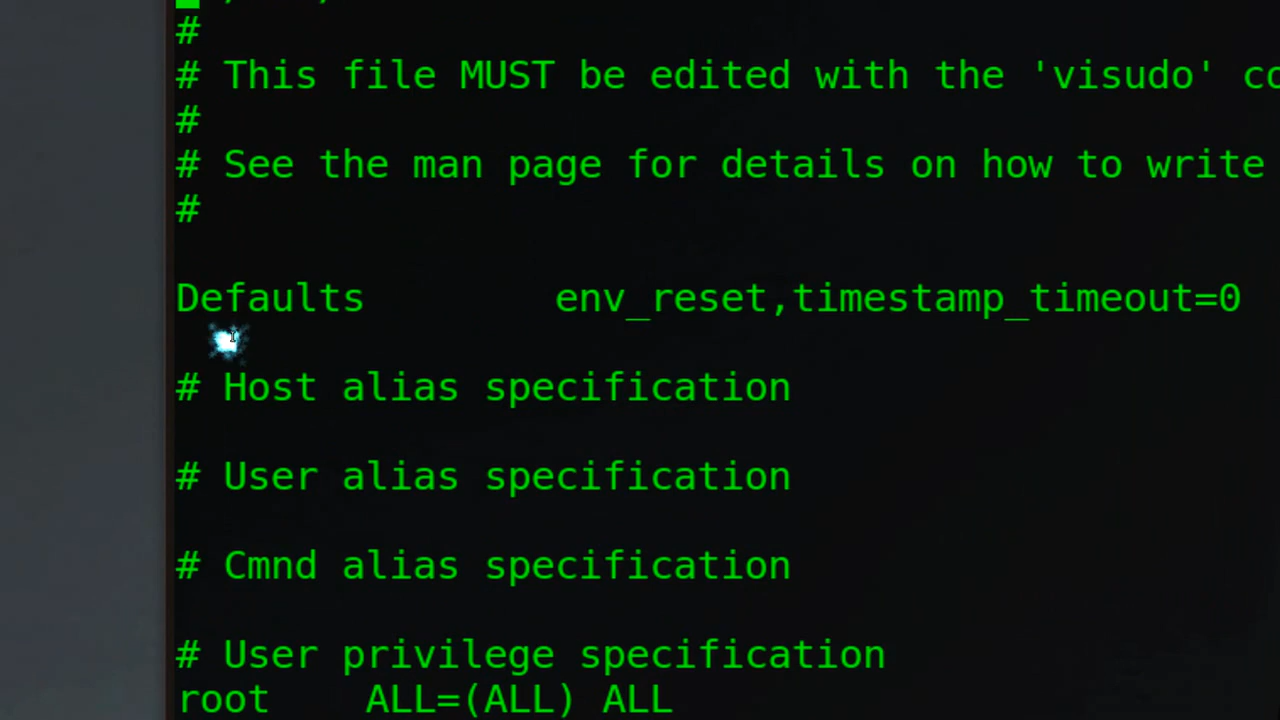 #
# This file MUST be edited with the 'visudo' co
#
# See the man page for details on how to write
#
Defaults        env_reset,timestamp_timeout=0
# Host alias specification
# User alias specification
# Cmnd alias specification
# User privilege specification
root    ALL=(ALL) ALL